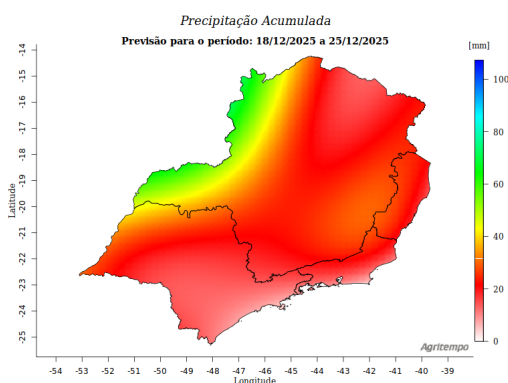 Precipitação Acumulada
Previsão para o período: 18/12/2025 a 25/12/2025
[mm]
100
80
60
40
20
0
Latitude
-14
-15
-16
-17
-18
-19
-20
-21
-22
-23
-24
-25
-54 -53 -52 -51 -50 -49 -48 -47 -46 -45 -44 -43 -42 -41 -40 -39
Longitude
Agritempo